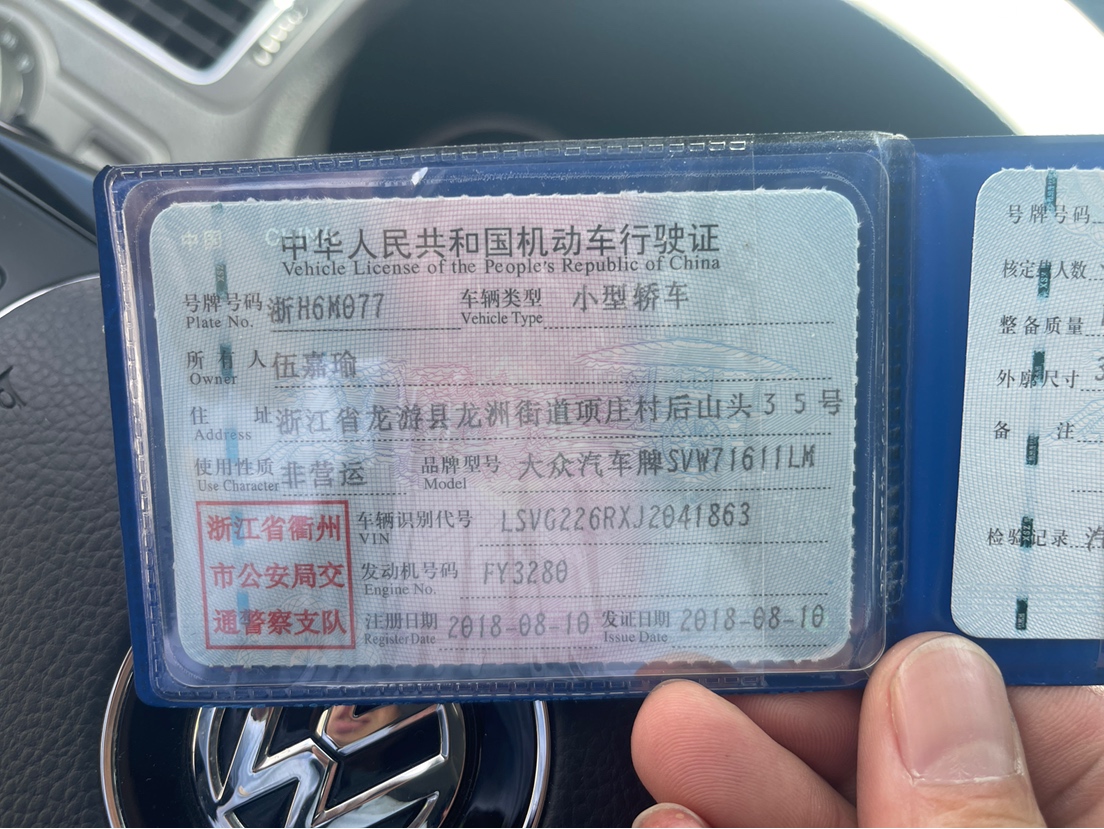 中国 CHINA
中华人民共和国机动车行驶证
Vehicle License of the People's Republic of China
号牌号码 浙H6M077 车辆类型 小型轿车
Plate No. Vehicle Type
所有人 伍嘉瑜
Owner
住址 浙江省龙游县龙洲街道项庄村后山头35号
Address
使用性质 非营运 品牌型号 大众汽车牌SVW71611LM
Use Character Model
浙江省衢州
市公安局交
通警察支队
车辆识别代号 LSVG226RXJ2041863
VIN
发动机号码 FY3280
Engine No.
注册日期 2018-08-10 发证日期 2018-08-10
Register Date Issue Date
号牌号码
核定载人数
整备质量
外廓尺寸 3
备注
检验记录 汽